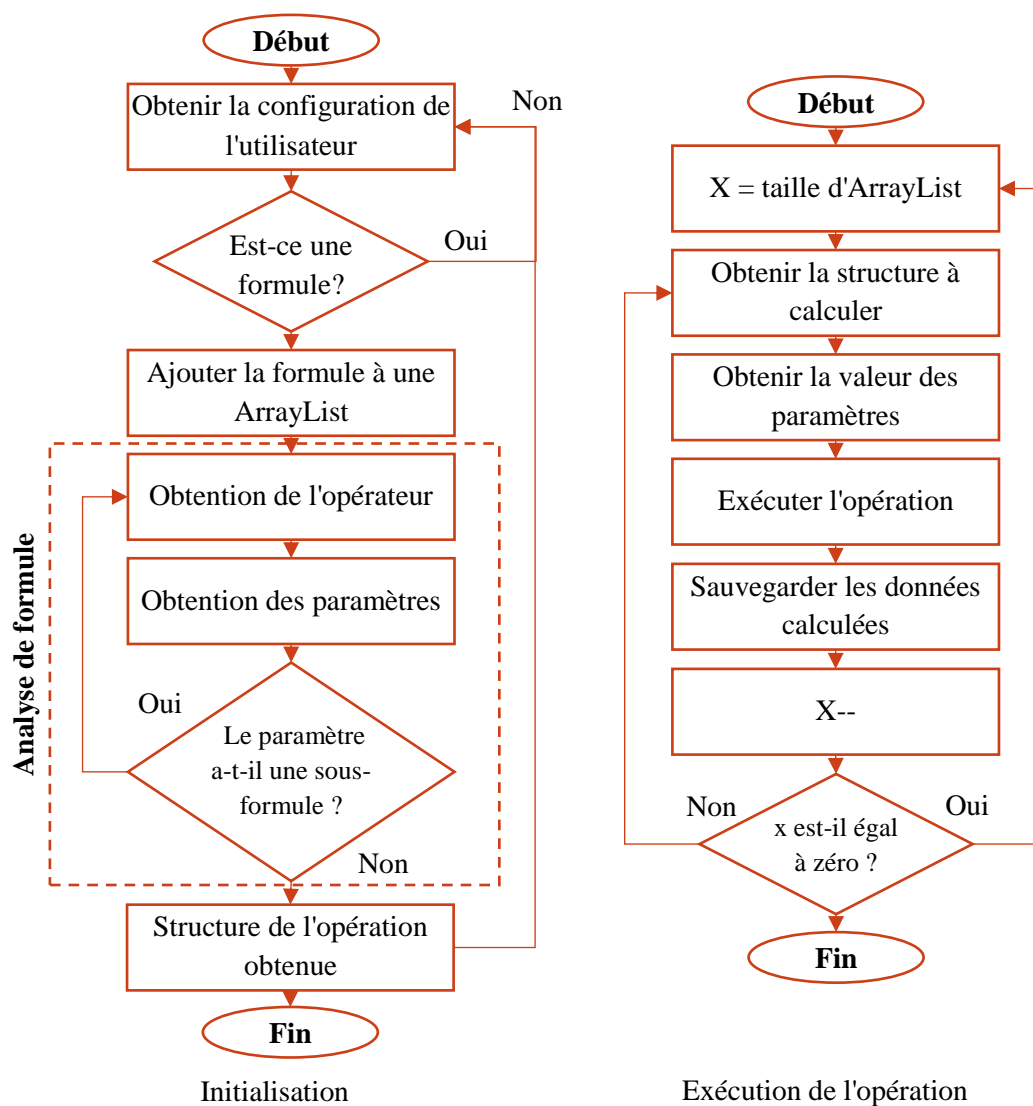 Début
Obtenir la configuration de
l'utilisateur
Non
Est-ce une
formule?
Oui
Ajouter la formule à une
ArrayList
Analyse de formule
Obtention de l'opérateur
Obtention des paramètres
Oui
Le paramètre
a-t-il une sous-
formule ?
Non
Structure de l'opération
obtenue
Fin
Initialisation
Début
X = taille d'ArrayList
Obtenir la structure à
calculer
Obtenir la valeur des
paramètres
Exécuter l'opération
Sauvegarder les données
calculées
X--
Non
Oui
x est-il égal
à zéro ?
Fin
Exécution de l'opération